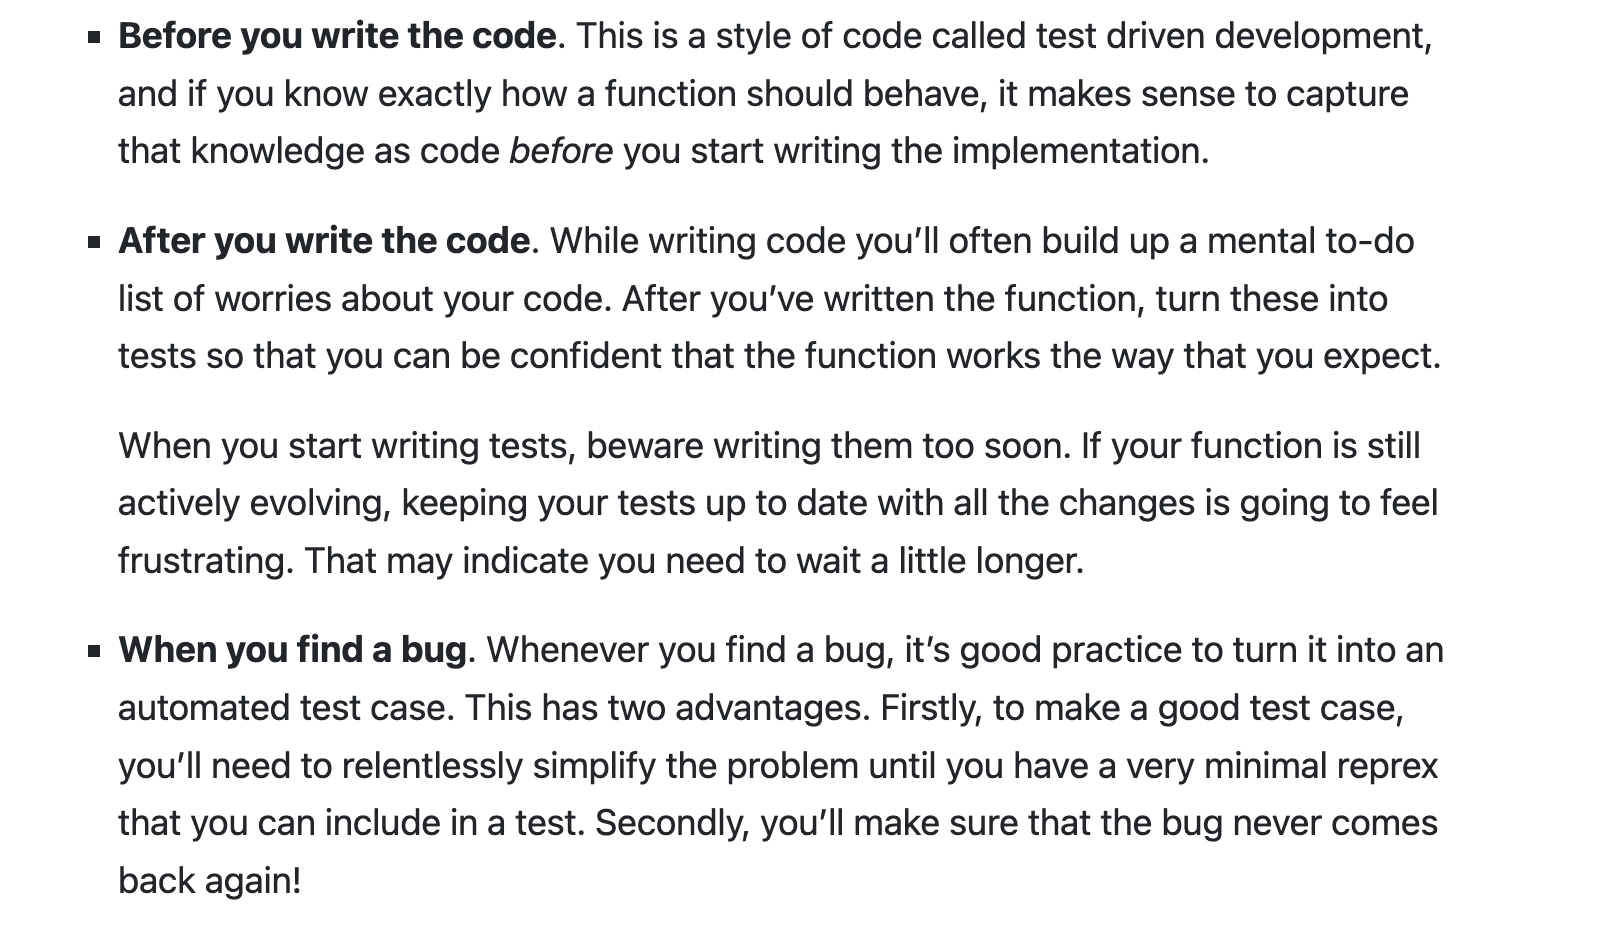 ▪ Before you write the code. This is a style of code called test driven development,
and if you know exactly how a function should behave, it makes sense to capture
that knowledge as code before you start writing the implementation.
▪ After you write the code. While writing code you’ll often build up a mental to-do
list of worries about your code. After you’ve written the function, turn these into
tests so that you can be confident that the function works the way that you expect.
When you start writing tests, beware writing them too soon. If your function is still
actively evolving, keeping your tests up to date with all the changes is going to feel
frustrating. That may indicate you need to wait a little longer.
▪ When you find a bug. Whenever you find a bug, it’s good practice to turn it into an
automated test case. This has two advantages. Firstly, to make a good test case,
you’ll need to relentlessly simplify the problem until you have a very minimal reprex
that you can include in a test. Secondly, you’ll make sure that the bug never comes
back again!